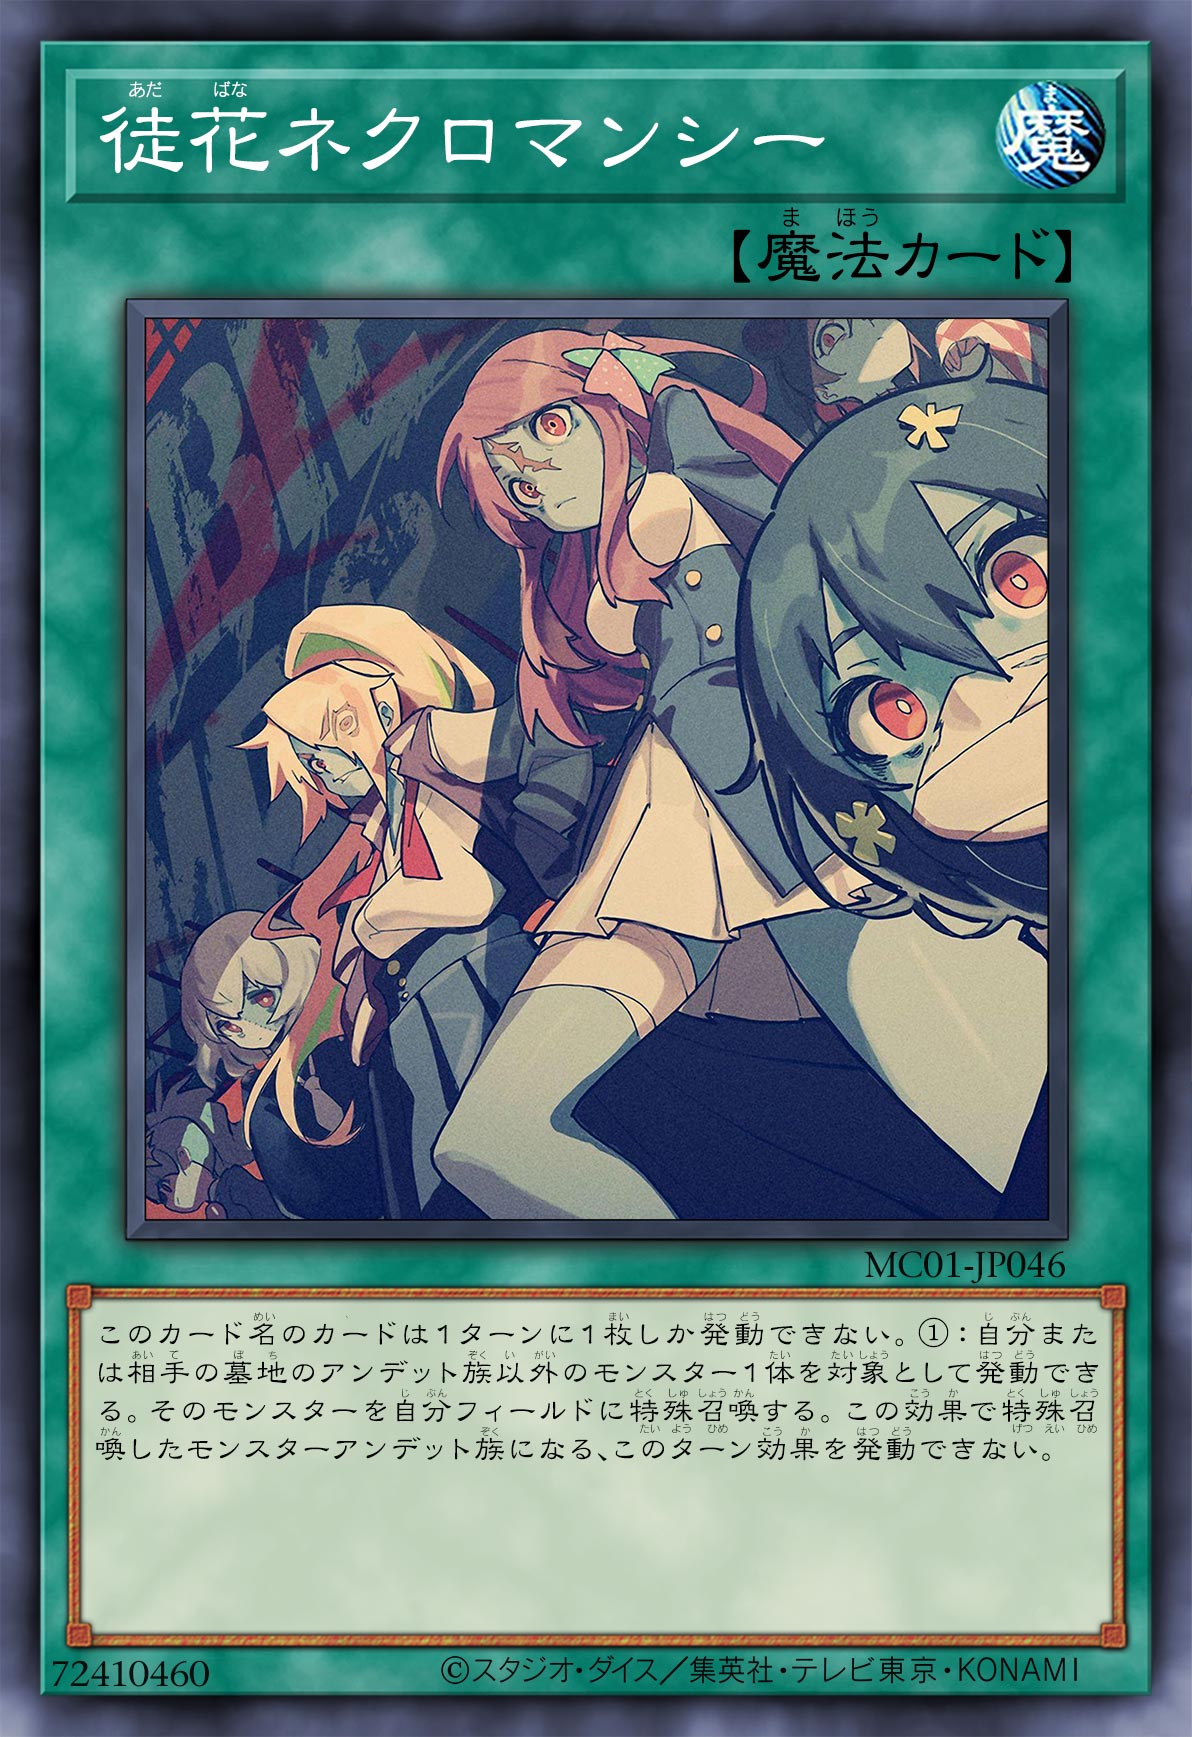 徒花ネクロマンシー
魔
【魔法カード】
MC01-JP046
このカード名のカードは1ターンに1枚しか発動できない。①：自分また
は相手の墓地のアンデット族以外のモンスター1体を対象として発動でき
る。そのモンスターを自分フィールドに特殊召喚する。この効果で特殊召
喚したモンスターアンデット族になる、このターン効果を発動できない。
72410460
©スタジオ・ダイス／集英社・テレビ東京・KONAMI